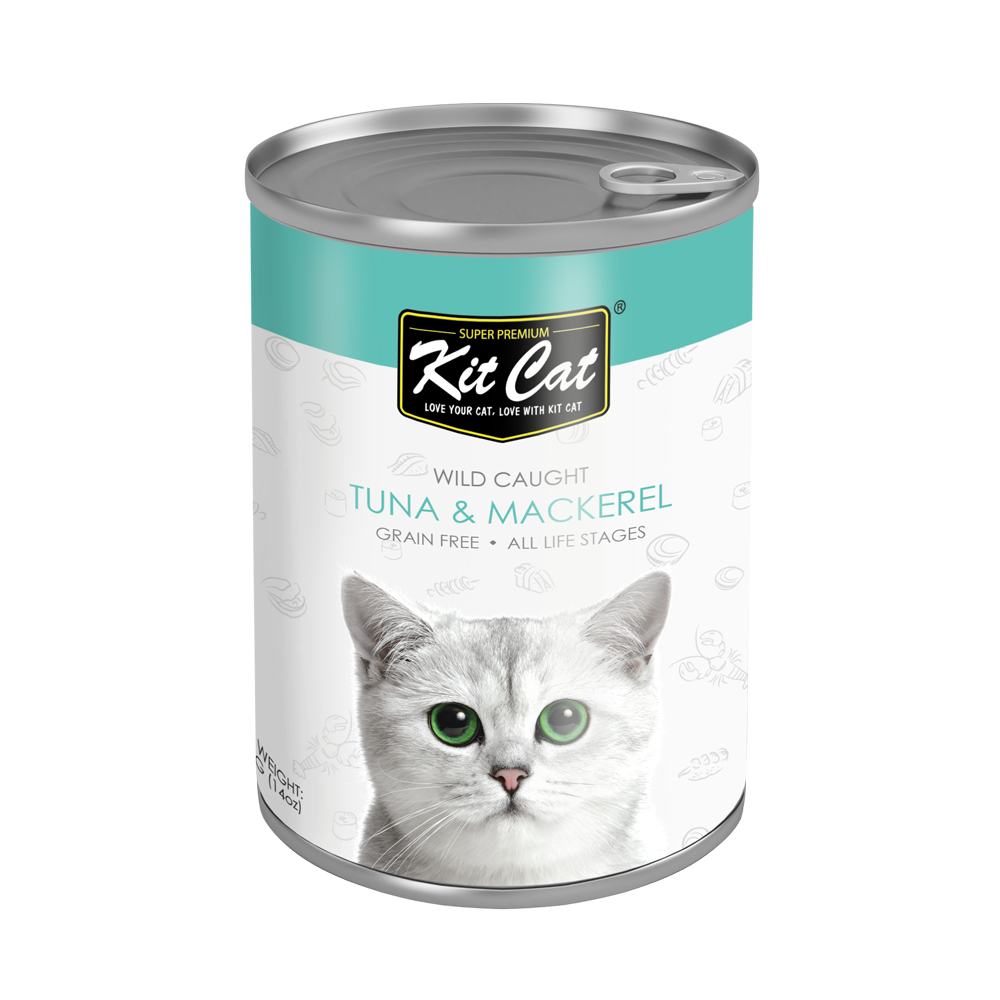 ®
SUPER PREMIUM
Kit Cat
LOVE YOUR CAT, LOVE WITH KIT CAT
WILD CAUGHT
TUNA & MACKEREL
GRAIN FREE • ALL LIFE STAGES
WEIGHT:
G (14oz)